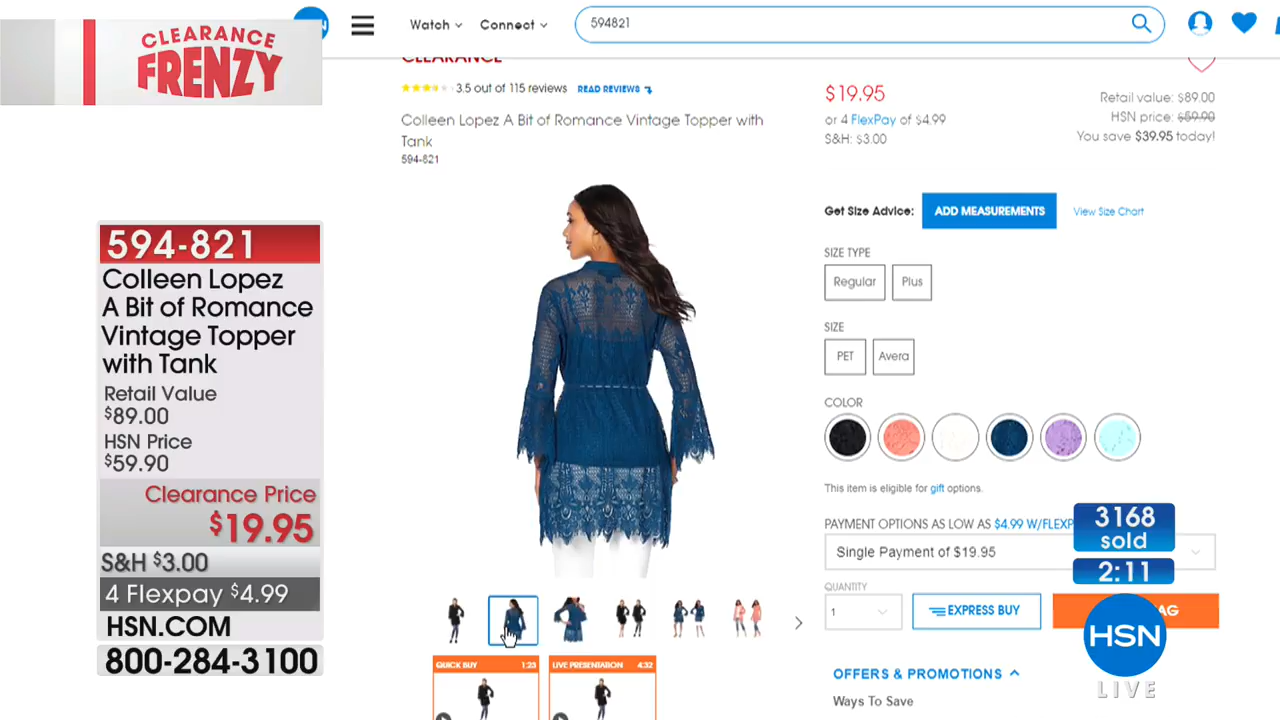 CLEARANCE
FRENZY
Watch
Connect
594821
CLEARANCE
3.5 out of 115 reviews
READ REVIEWS
Colleen Lopez A Bit of Romance Vintage Topper with
Tank
594-821
$19.95
or 4 FlexPay of $4.99
S&H: $3.00
Retail value: $89.00
HSN price: $59.90
You save $39.95 today!
Get Size Advice:
ADD MEASUREMENTS
View Size Chart
SIZE TYPE
Regular
Plus
SIZE
PET
Avera
COLOR
This item is eligible for gift options.
PAYMENT OPTIONS AS LOW AS $4.99 W/FLEXP
Single Payment of $19.95
QUANTITY
1
EXPRESS BUY
AG
OFFERS & PROMOTIONS
Ways To Save
QUICK BUY 1:23
LIVE PRESENTATION 4:32
594-821
Colleen Lopez
A Bit of Romance
Vintage Topper
with Tank
Retail Value
$89.00
HSN Price
$59.90
Clearance Price
$19.95
S&H $3.00
4 Flexpay $4.99
HSN.COM
800-284-3100
3168
sold
2:11
HSN
LIVE